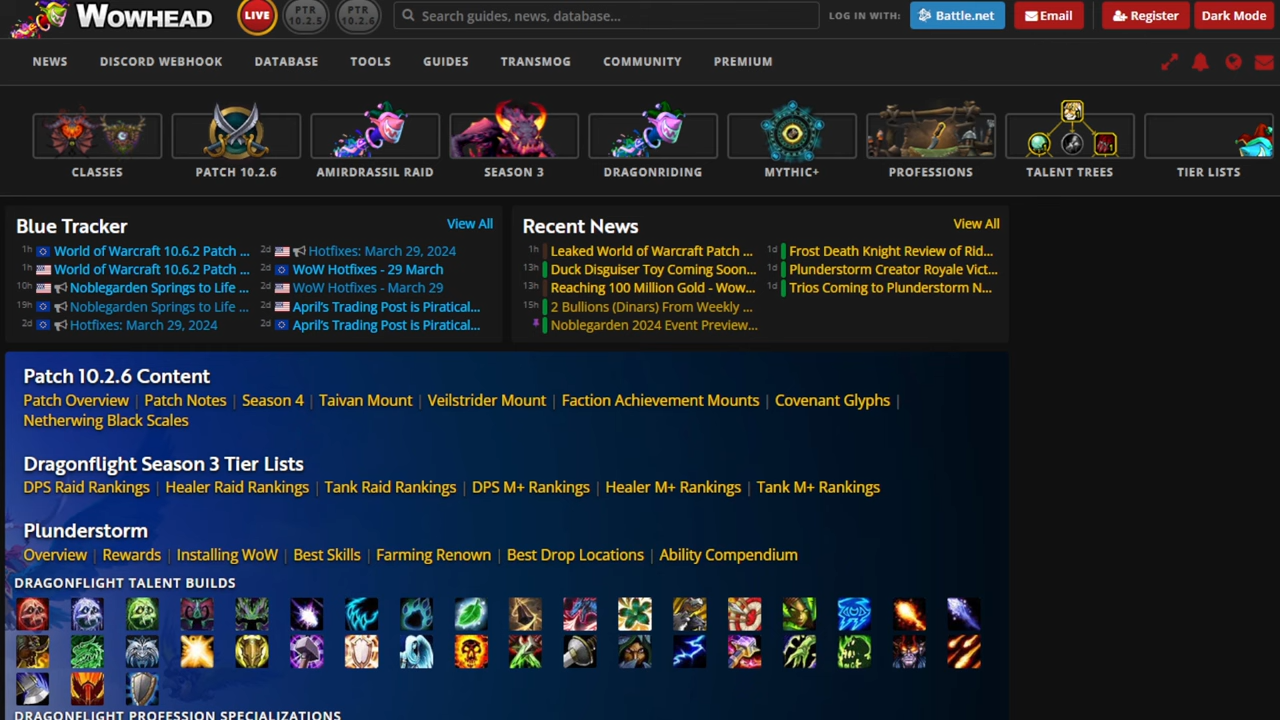 WOWHEAD
LIVE
PTR 10.2.5
PTR 10.2.6
Search guides, news, database...
LOG IN WITH:
Battle.net
Email
Register
Dark Mode
NEWS DISCORD WEBHOOK DATABASE TOOLS GUIDES TRANSMOG COMMUNITY PREMIUM
CLASSES PATCH 10.2.6 AMIRDRASSIL RAID SEASON 3 DRAGONRIDING MYTHIC+ PROFESSIONS TALENT TREES TIER LISTS
Blue Tracker View All
1h World of Warcraft 10.6.2 Patch ...
1h World of Warcraft 10.6.2 Patch ...
10h Noblegarden Springs to Life ...
19h Noblegarden Springs to Life ...
2d Hotfixes: March 29, 2024
2d Hotfixes: March 29, 2024
2d WoW Hotfixes - 29 March
2d WoW Hotfixes - March 29
2d April's Trading Post is Piratical...
2d April's Trading Post is Piratical...
Recent News View All
1h Leaked World of Warcraft Patch ...
13h Duck Disguiser Toy Coming Soon...
13h Reaching 100 Million Gold - Wow...
15h 2 Bullions (Dinars) From Weekly ...
Noblegarden 2024 Event Preview...
1d Frost Death Knight Review of Rid...
1d Plunderstorm Creator Royale Vict...
1d Trios Coming to Plunderstorm N...
Patch 10.2.6 Content
Patch Overview | Patch Notes | Season 4 | Taivan Mount | Veilstrider Mount | Faction Achievement Mounts | Covenant Glyphs |
Netherwing Black Scales
Dragonflight Season 3 Tier Lists
DPS Raid Rankings | Healer Raid Rankings | Tank Raid Rankings | DPS M+ Rankings | Healer M+ Rankings | Tank M+ Rankings
Plunderstorm
Overview | Rewards | Installing WoW | Best Skills | Farming Renown | Best Drop Locations | Ability Compendium
DRAGONFLIGHT TALENT BUILDS
DRAGONFLIGHT PROFESSION SPECIALIZATIONS